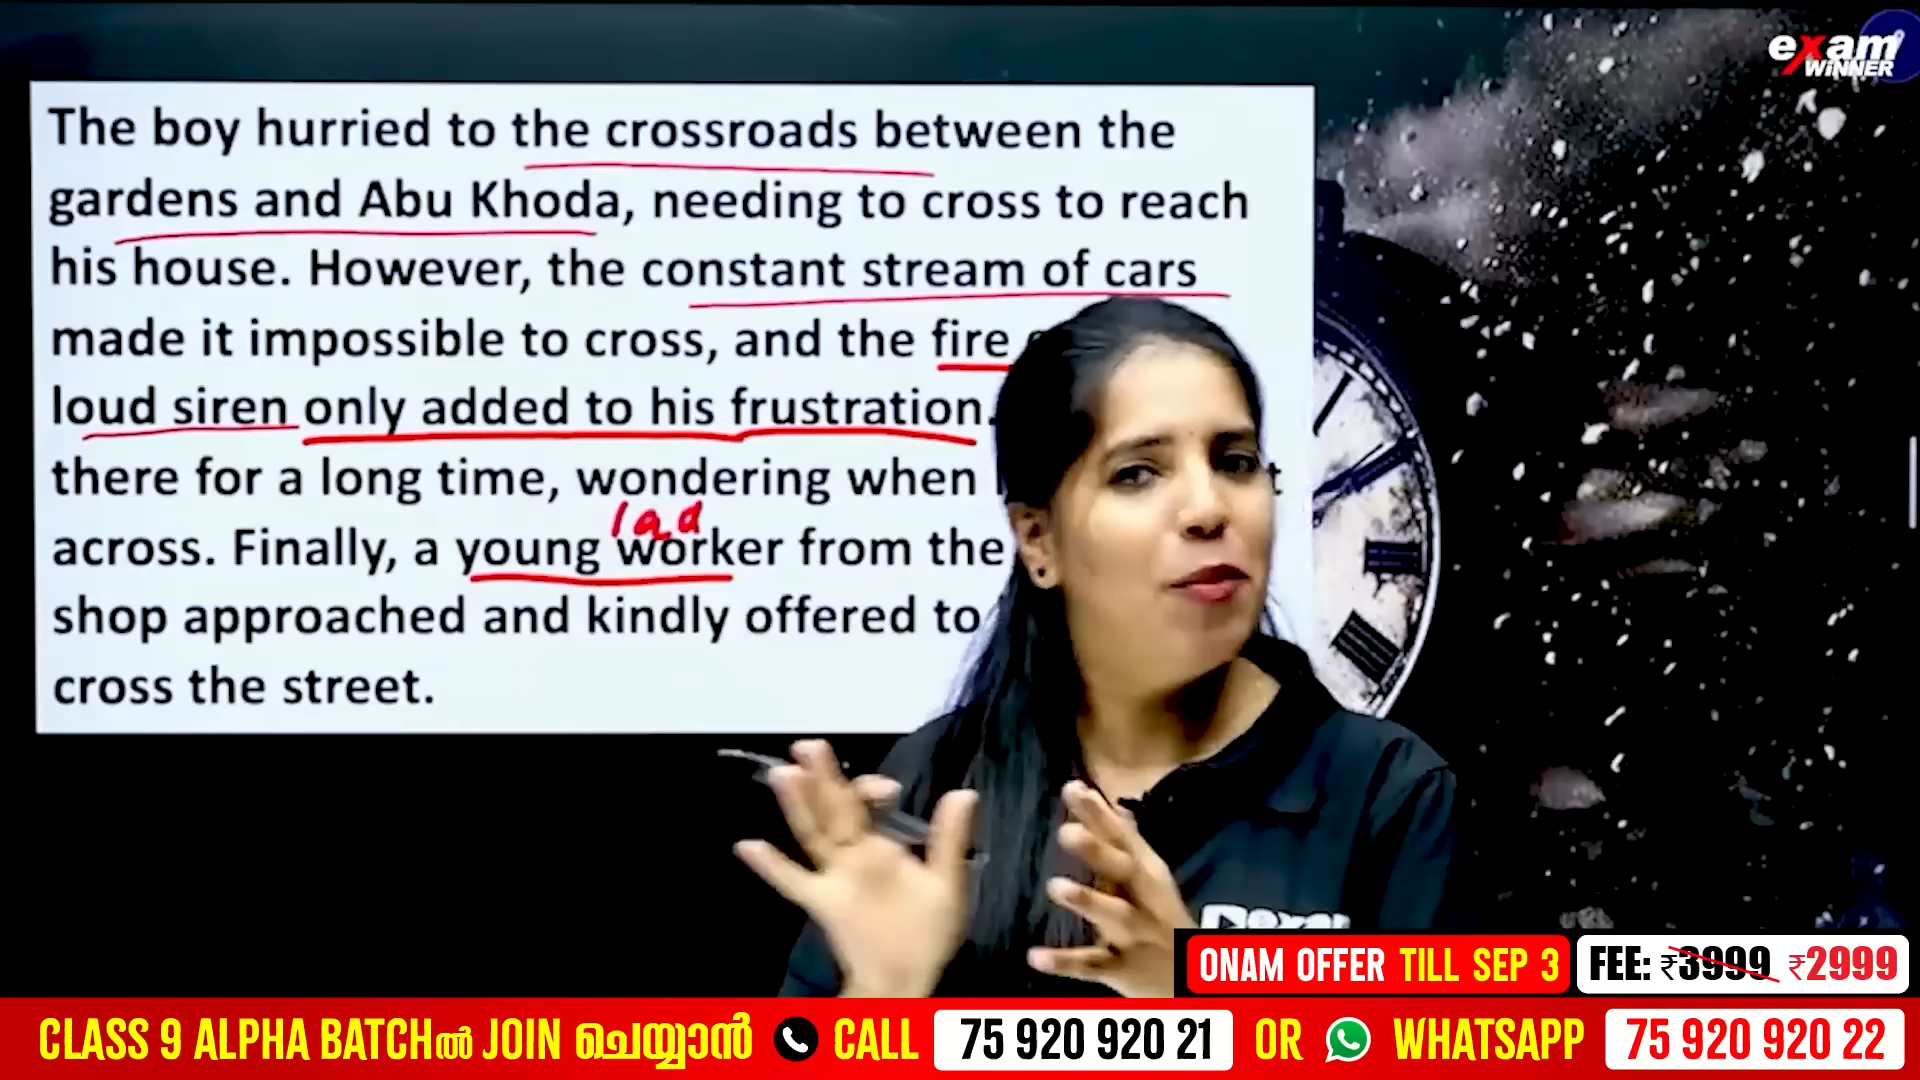 exam
WINNER
The boy hurried to the crossroads between the
gardens and Abu Khoda, needing to cross to reach
his house. However, the constant stream of cars
made it impossible to cross, and the fire
loud siren only added to his frustration.
there for a long time, wondering when
lad
across. Finally, a young worker from the
shop approached and kindly offered to
cross the street.
ONAM OFFER TILL SEP 3 FEE: ₹3999 ₹2999
CLASS 9 ALPHA BATCHൽ JOIN ചെയ്യാൻ CALL 75 920 920 21 OR WHATSAPP 75 920 920 22